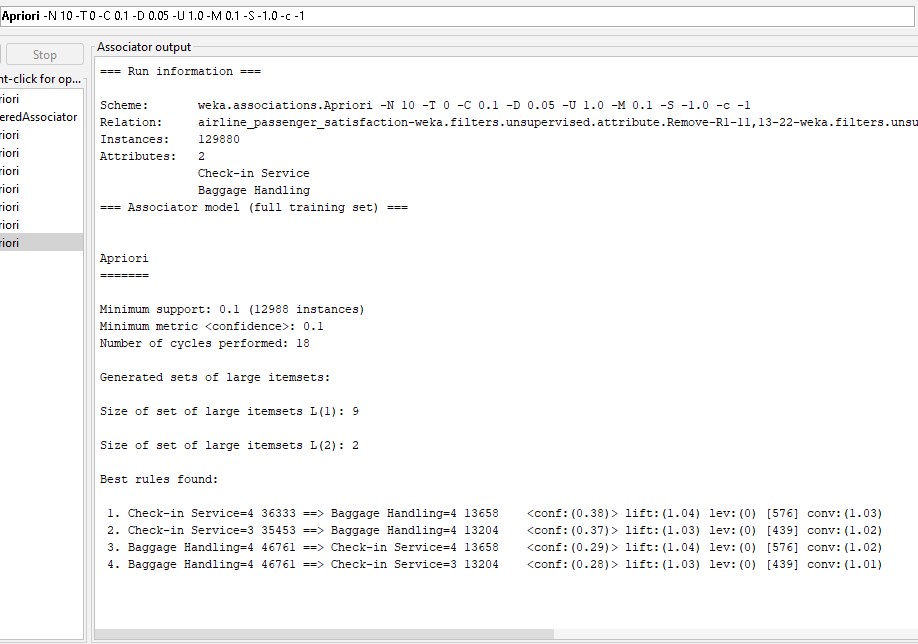 Apriori -N 10 -T 0 -C 0.1 -D 0.05 -U 1.0 -M 0.1 -S -1.0 -c -1
Stop
Associator output
nt-click for op...
riori
eredAssociator
riori
riori
riori
riori
riori
riori
riori
=== Run information ===
Scheme: weka.associations.Apriori -N 10 -T 0 -C 0.1 -D 0.05 -U 1.0 -M 0.1 -S -1.0 -c -1
Relation: airline_passenger_satisfaction-weka.filters.unsupervised.attribute.Remove-R1-11,13-22-weka.filters.unsu
Instances: 129880
Attributes: 2
Check-in Service
Baggage Handling
=== Associator model (full training set) ===
Apriori
=======
Minimum support: 0.1 (12988 instances)
Minimum metric <confidence>: 0.1
Number of cycles performed: 18
Generated sets of large itemsets:
Size of set of large itemsets L(1): 9
Size of set of large itemsets L(2): 2
Best rules found:
1. Check-in Service=4 36333 ==> Baggage Handling=4 13658 <conf:(0.38)> lift:(1.04) lev:(0) [576] conv:(1.03)
2. Check-in Service=3 35453 ==> Baggage Handling=4 13204 <conf:(0.37)> lift:(1.03) lev:(0) [439] conv:(1.02)
3. Baggage Handling=4 46761 ==> Check-in Service=4 13658 <conf:(0.29)> lift:(1.04) lev:(0) [576] conv:(1.02)
4. Baggage Handling=4 46761 ==> Check-in Service=3 13204 <conf:(0.28)> lift:(1.03) lev:(0) [439] conv:(1.01)